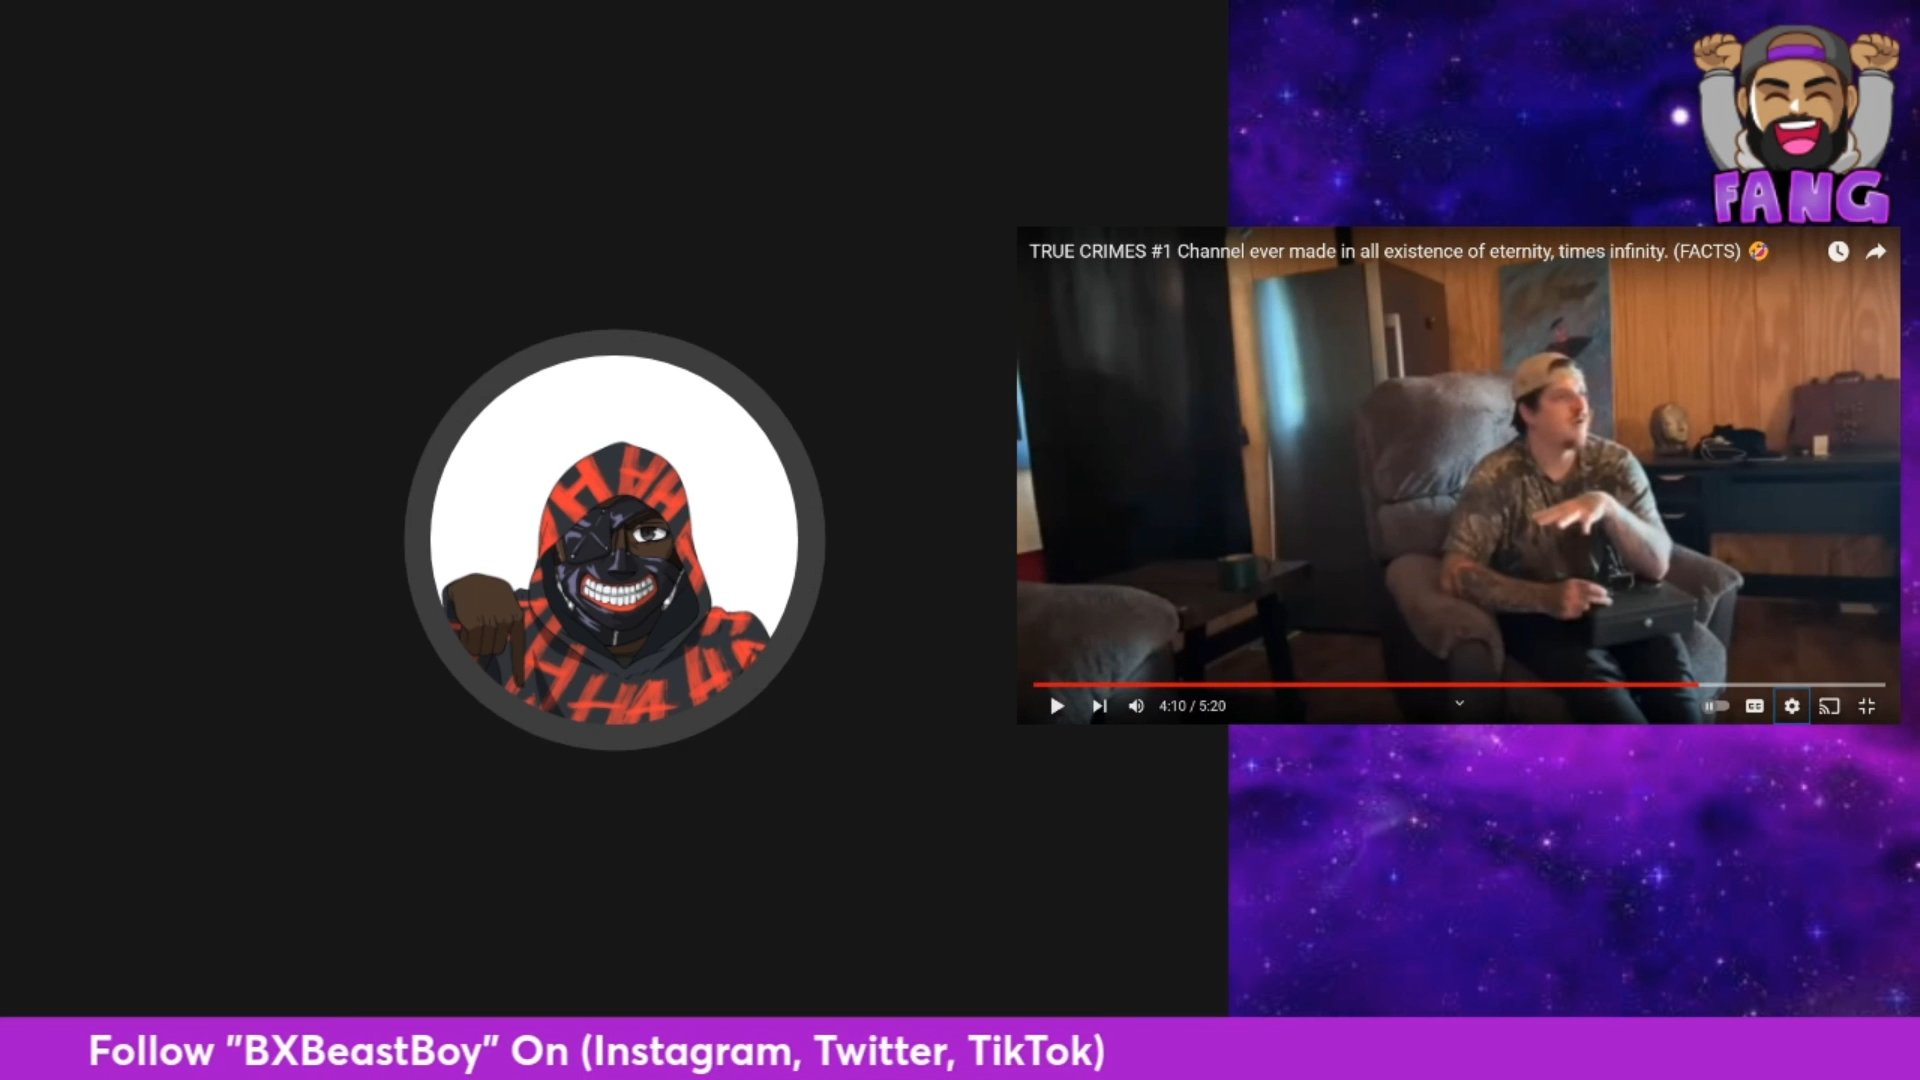 FANG
TRUE CRIMES #1 Channel ever made in all existence of eternity, times infinity. (FACTS) 🤣
4:10 / 5:20
CC
Follow "BXBeastBoy" On (Instagram, Twitter, TikTok)